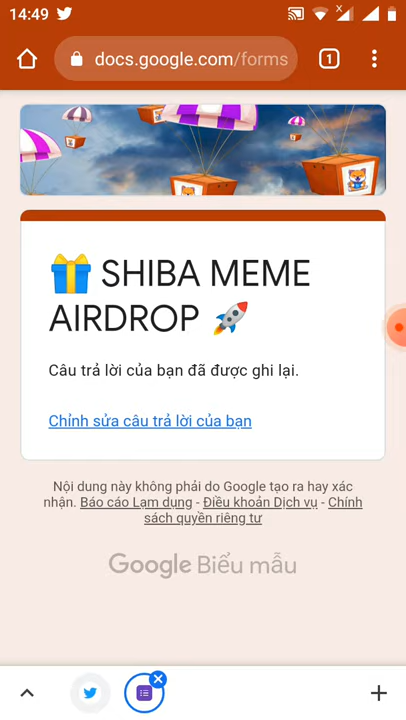 14:49
docs.google.com/forms
1
🎁 SHIBA MEME
AIRDROP 🚀
Câu trả lời của bạn đã được ghi lại.
Chỉnh sửa câu trả lời của bạn
Nội dung này không phải do Google tạo ra hay xác
nhận. Báo cáo Lạm dụng - Điều khoản Dịch vụ - Chính
sách quyền riêng tư
Google Biểu mẫu